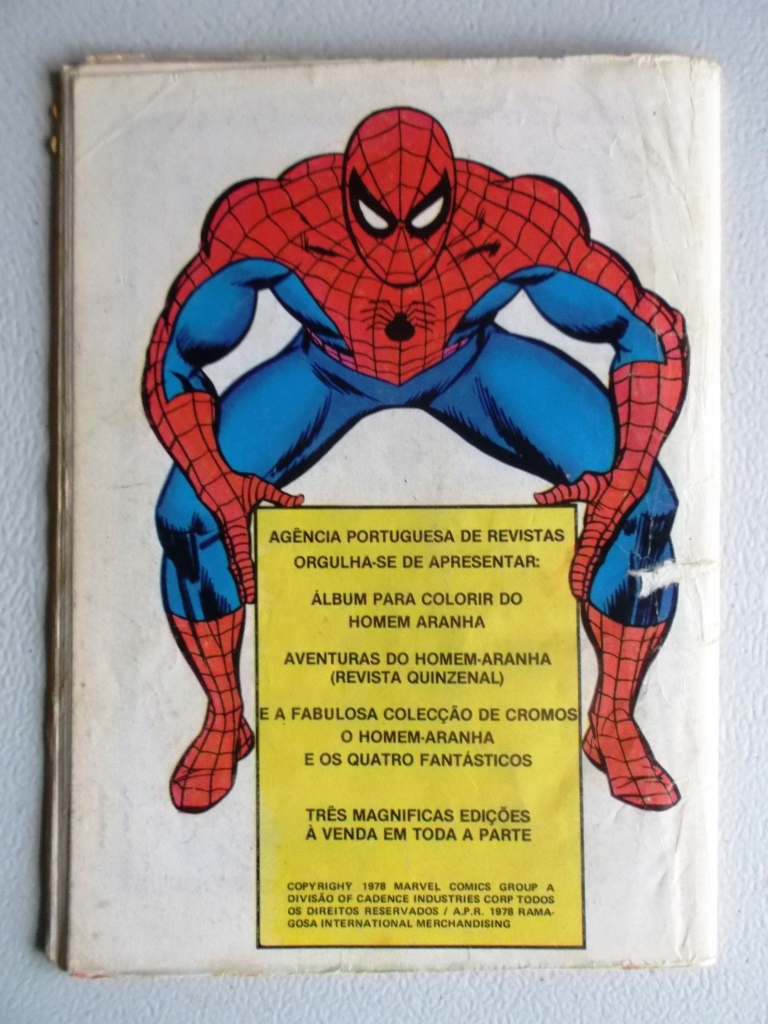 AGÊNCIA PORTUGUESA DE REVISTAS
ORGULHA-SE DE APRESENTAR:
ÁLBUM PARA COLORIR DO
HOMEM ARANHA
AVENTURAS DO HOMEM-ARANHA
(REVISTA QUINZENAL)
E A FABULOSA COLECÇÃO DE CROMOS
O HOMEM-ARANHA
E OS QUATRO FANTÁSTICOS
TRÊS MAGNIFICAS EDIÇÕES
À VENDA EM TODA A PARTE
COPYRIGHY 1978 MARVEL COMICS GROUP A
DIVISÃO OF CADENCE INDUSTRIES CORP TODOS
OS DIREITOS RESERVADOS / A.P.R. 1978 RAMA-
GOSA INTERNATIONAL MERCHANDISING